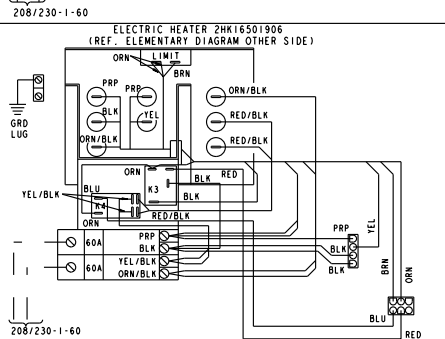 208/230-1-60
ELECTRIC HEATER 2HK16501906
(REF. ELEMENTARY DIAGRAM OTHER SIDE)
ORN LIMIT
BRN
PRP PRP ORN/BLK
BLK YEL RED/BLK
GRD
LUG
ORN/BLK RED/BLK
ORN RED
BLU K3 BLK
YEL/BLK K4 BLK
RED/BLK
ORN
60A PRP
BLK
60A YEL/BLK
ORN/BLK
PRP
BLK
BLK
YEL
BRN
ORN
BLU
208/230-1-60
RED